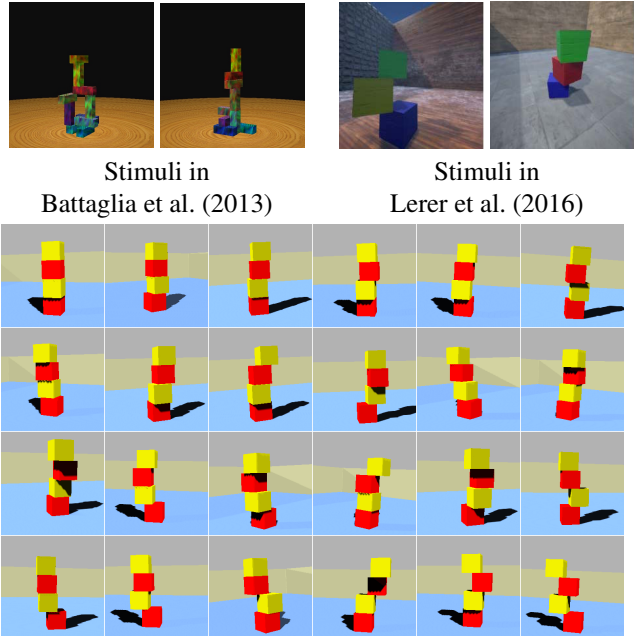 Stimuli in
Battaglia et al. (2013)
Stimuli in
Lerer et al. (2016)